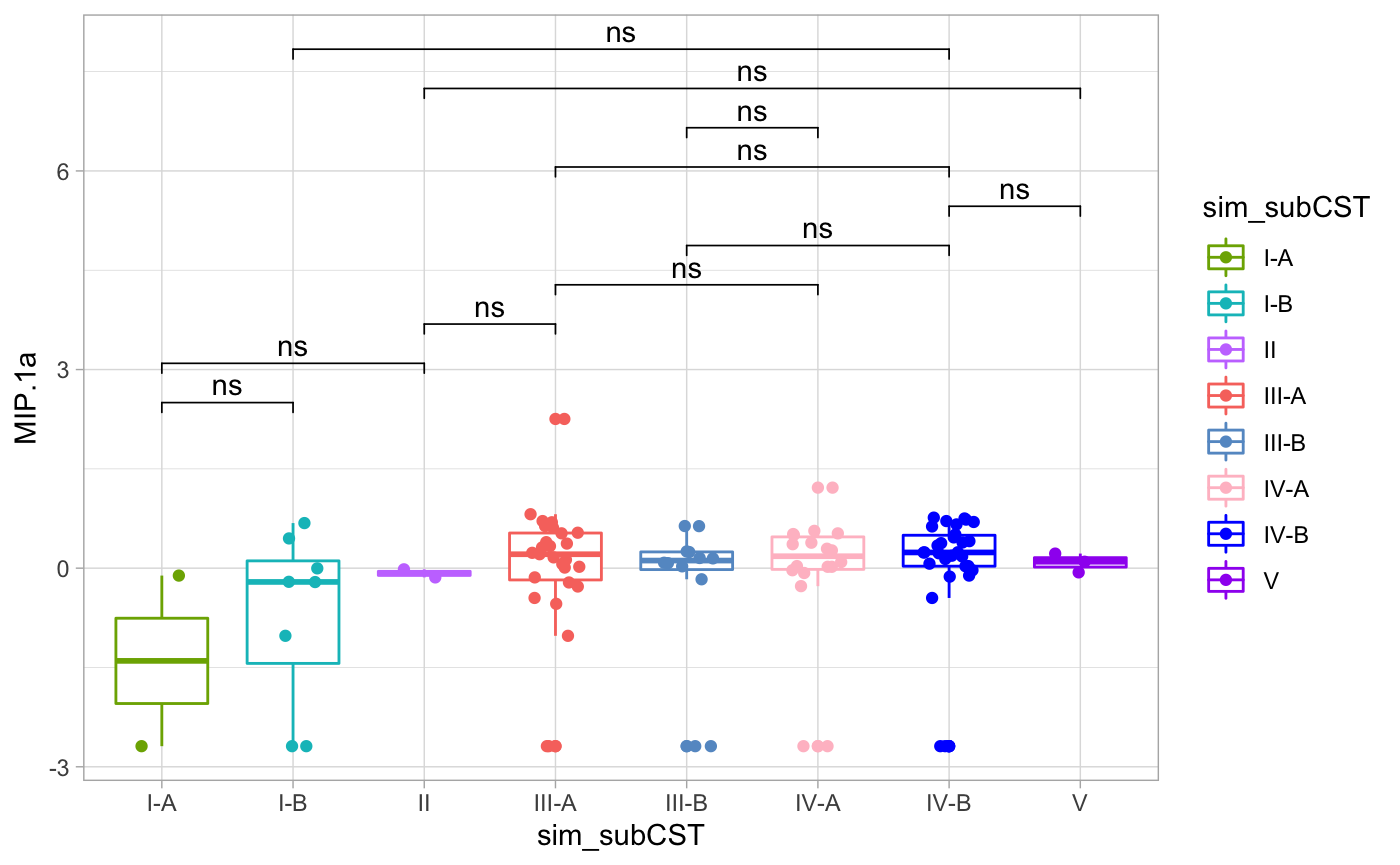 ns
ns
ns
ns
ns
ns
ns
ns
ns
ns
6
3
0
-3
MIP.1a
I-A
I-B
II
III-A
III-B
IV-A
IV-B
V
sim_subCST
sim_subCST
I-A
I-B
II
III-A
III-B
IV-A
IV-B
V